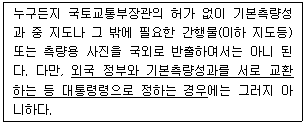 누구든지 국토교통부장관의 허가 없이 기본측량성
과 중 지도나 그 밖에 필요한 간행물(이하 지도등)
또는 측량용 사진을 국외로 반출하여서는 아니 된
다. 다만, 외국 정부와 기본측량성과를 서로 교환
하는 등 대통령령으로 정하는 경우에는 그러지 아
니하다.